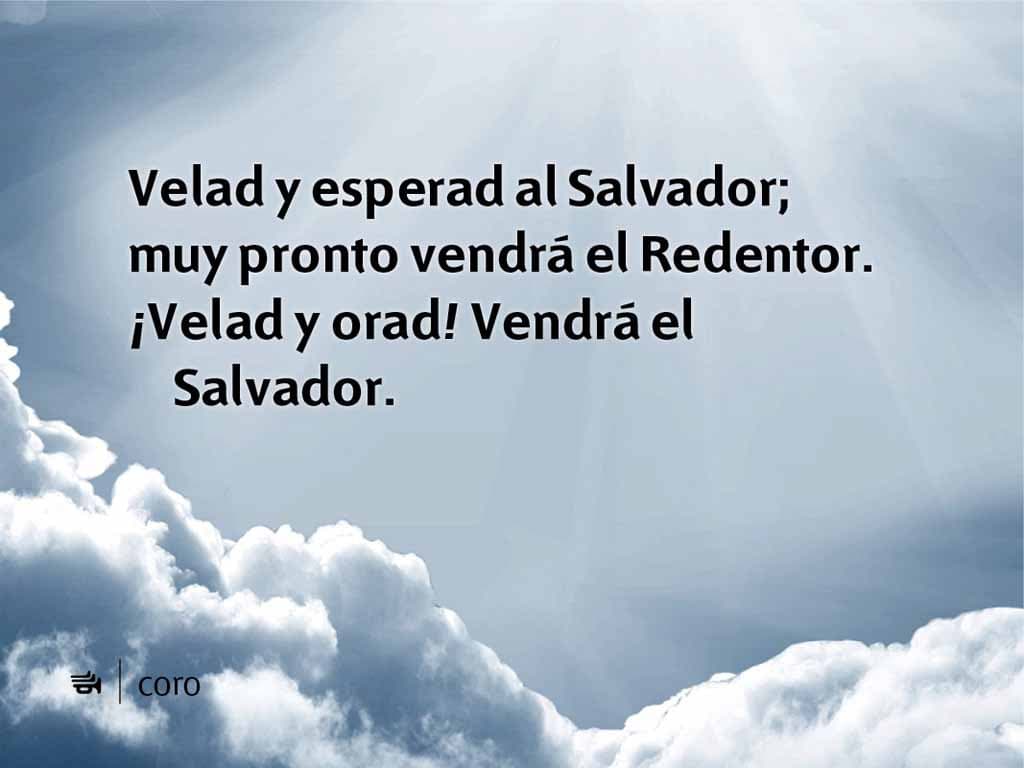 Velad y esperad al Salvador;
muy pronto vendrá el Redentor.
¡Velad y orad! Vendrá el
Salvador.
coro